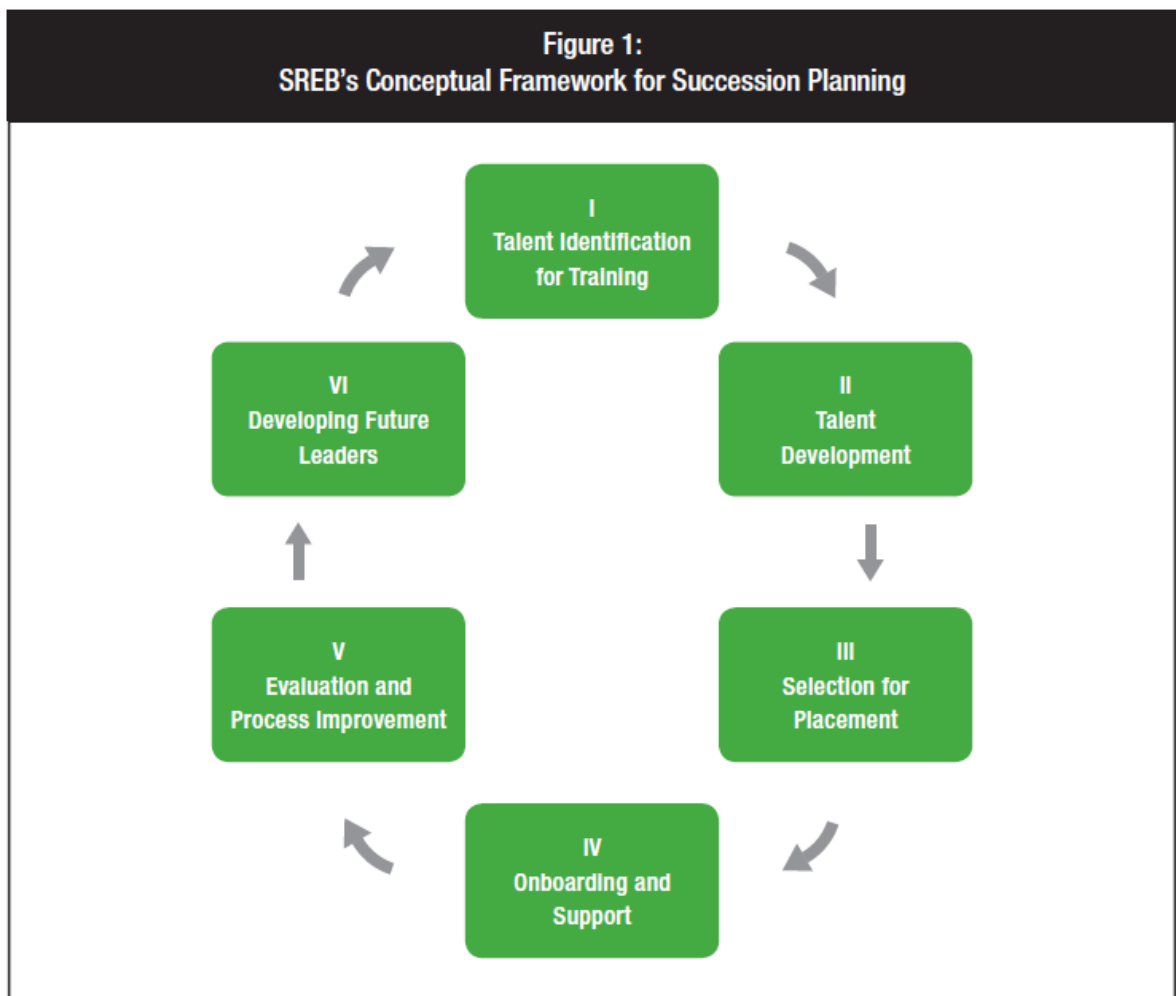 Figure 1:
SREB's Conceptual Framework for Succession Planning
I
Talent Identification
for Training
II
Talent
Development
III
Selection for
Placement
IV
Onboarding and
Support
V
Evaluation and
Process Improvement
VI
Developing Future
Leaders